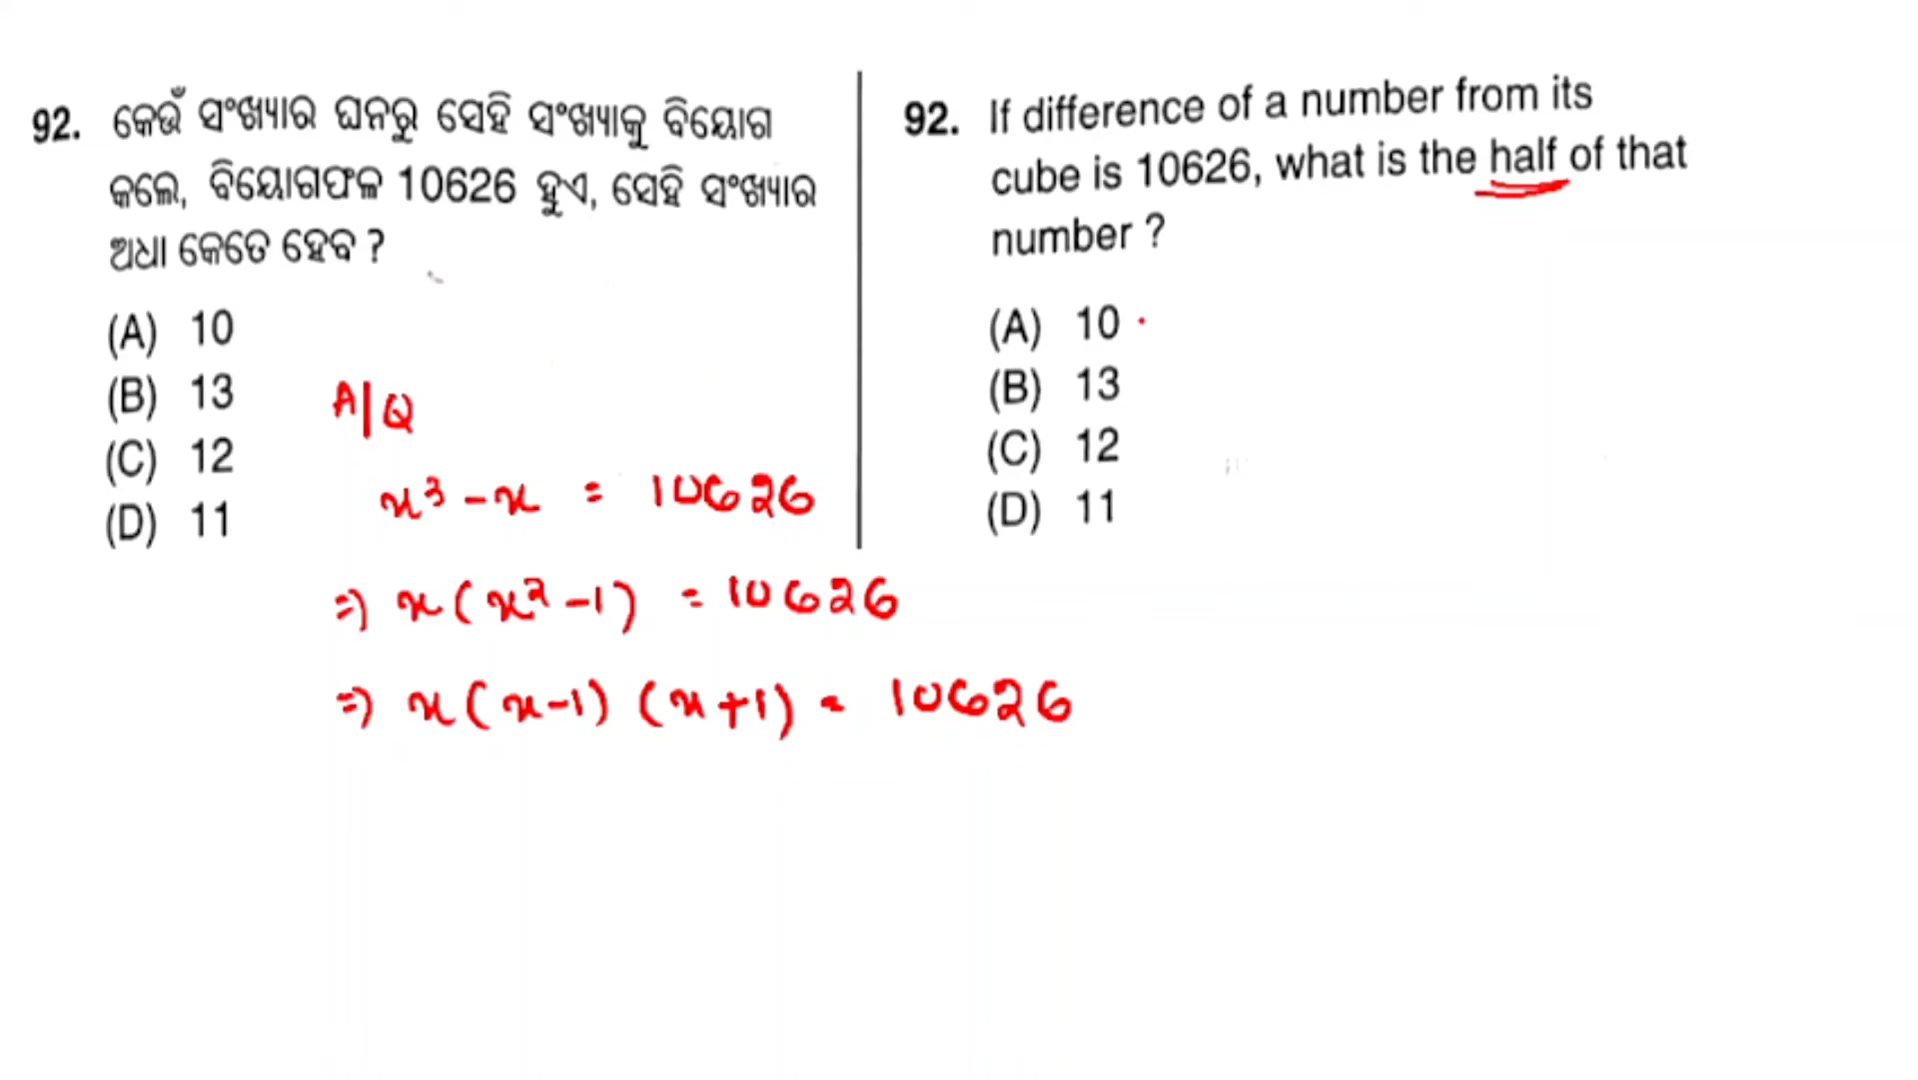 92. କେଉଁ ସଂଖ୍ୟାର ଘନରୁ ସେହି ସଂଖ୍ୟାକୁ ବିୟୋଗ
କଲେ, ବିୟୋଗଫଳ 10626 ହୁଏ, ସେହି ସଂଖ୍ୟାର
ଅଧା କେତେ ହେବ ?
(A) 10
(B) 13
(C) 12
(D) 11
92. If difference of a number from its
cube is 10626, what is the half of that
number ?
(A) 10
(B) 13
(C) 12
(D) 11
A|Q
x³ - x = 10626
⇒ x(x² - 1) = 10626
⇒ x(x-1) (x+1) = 10626